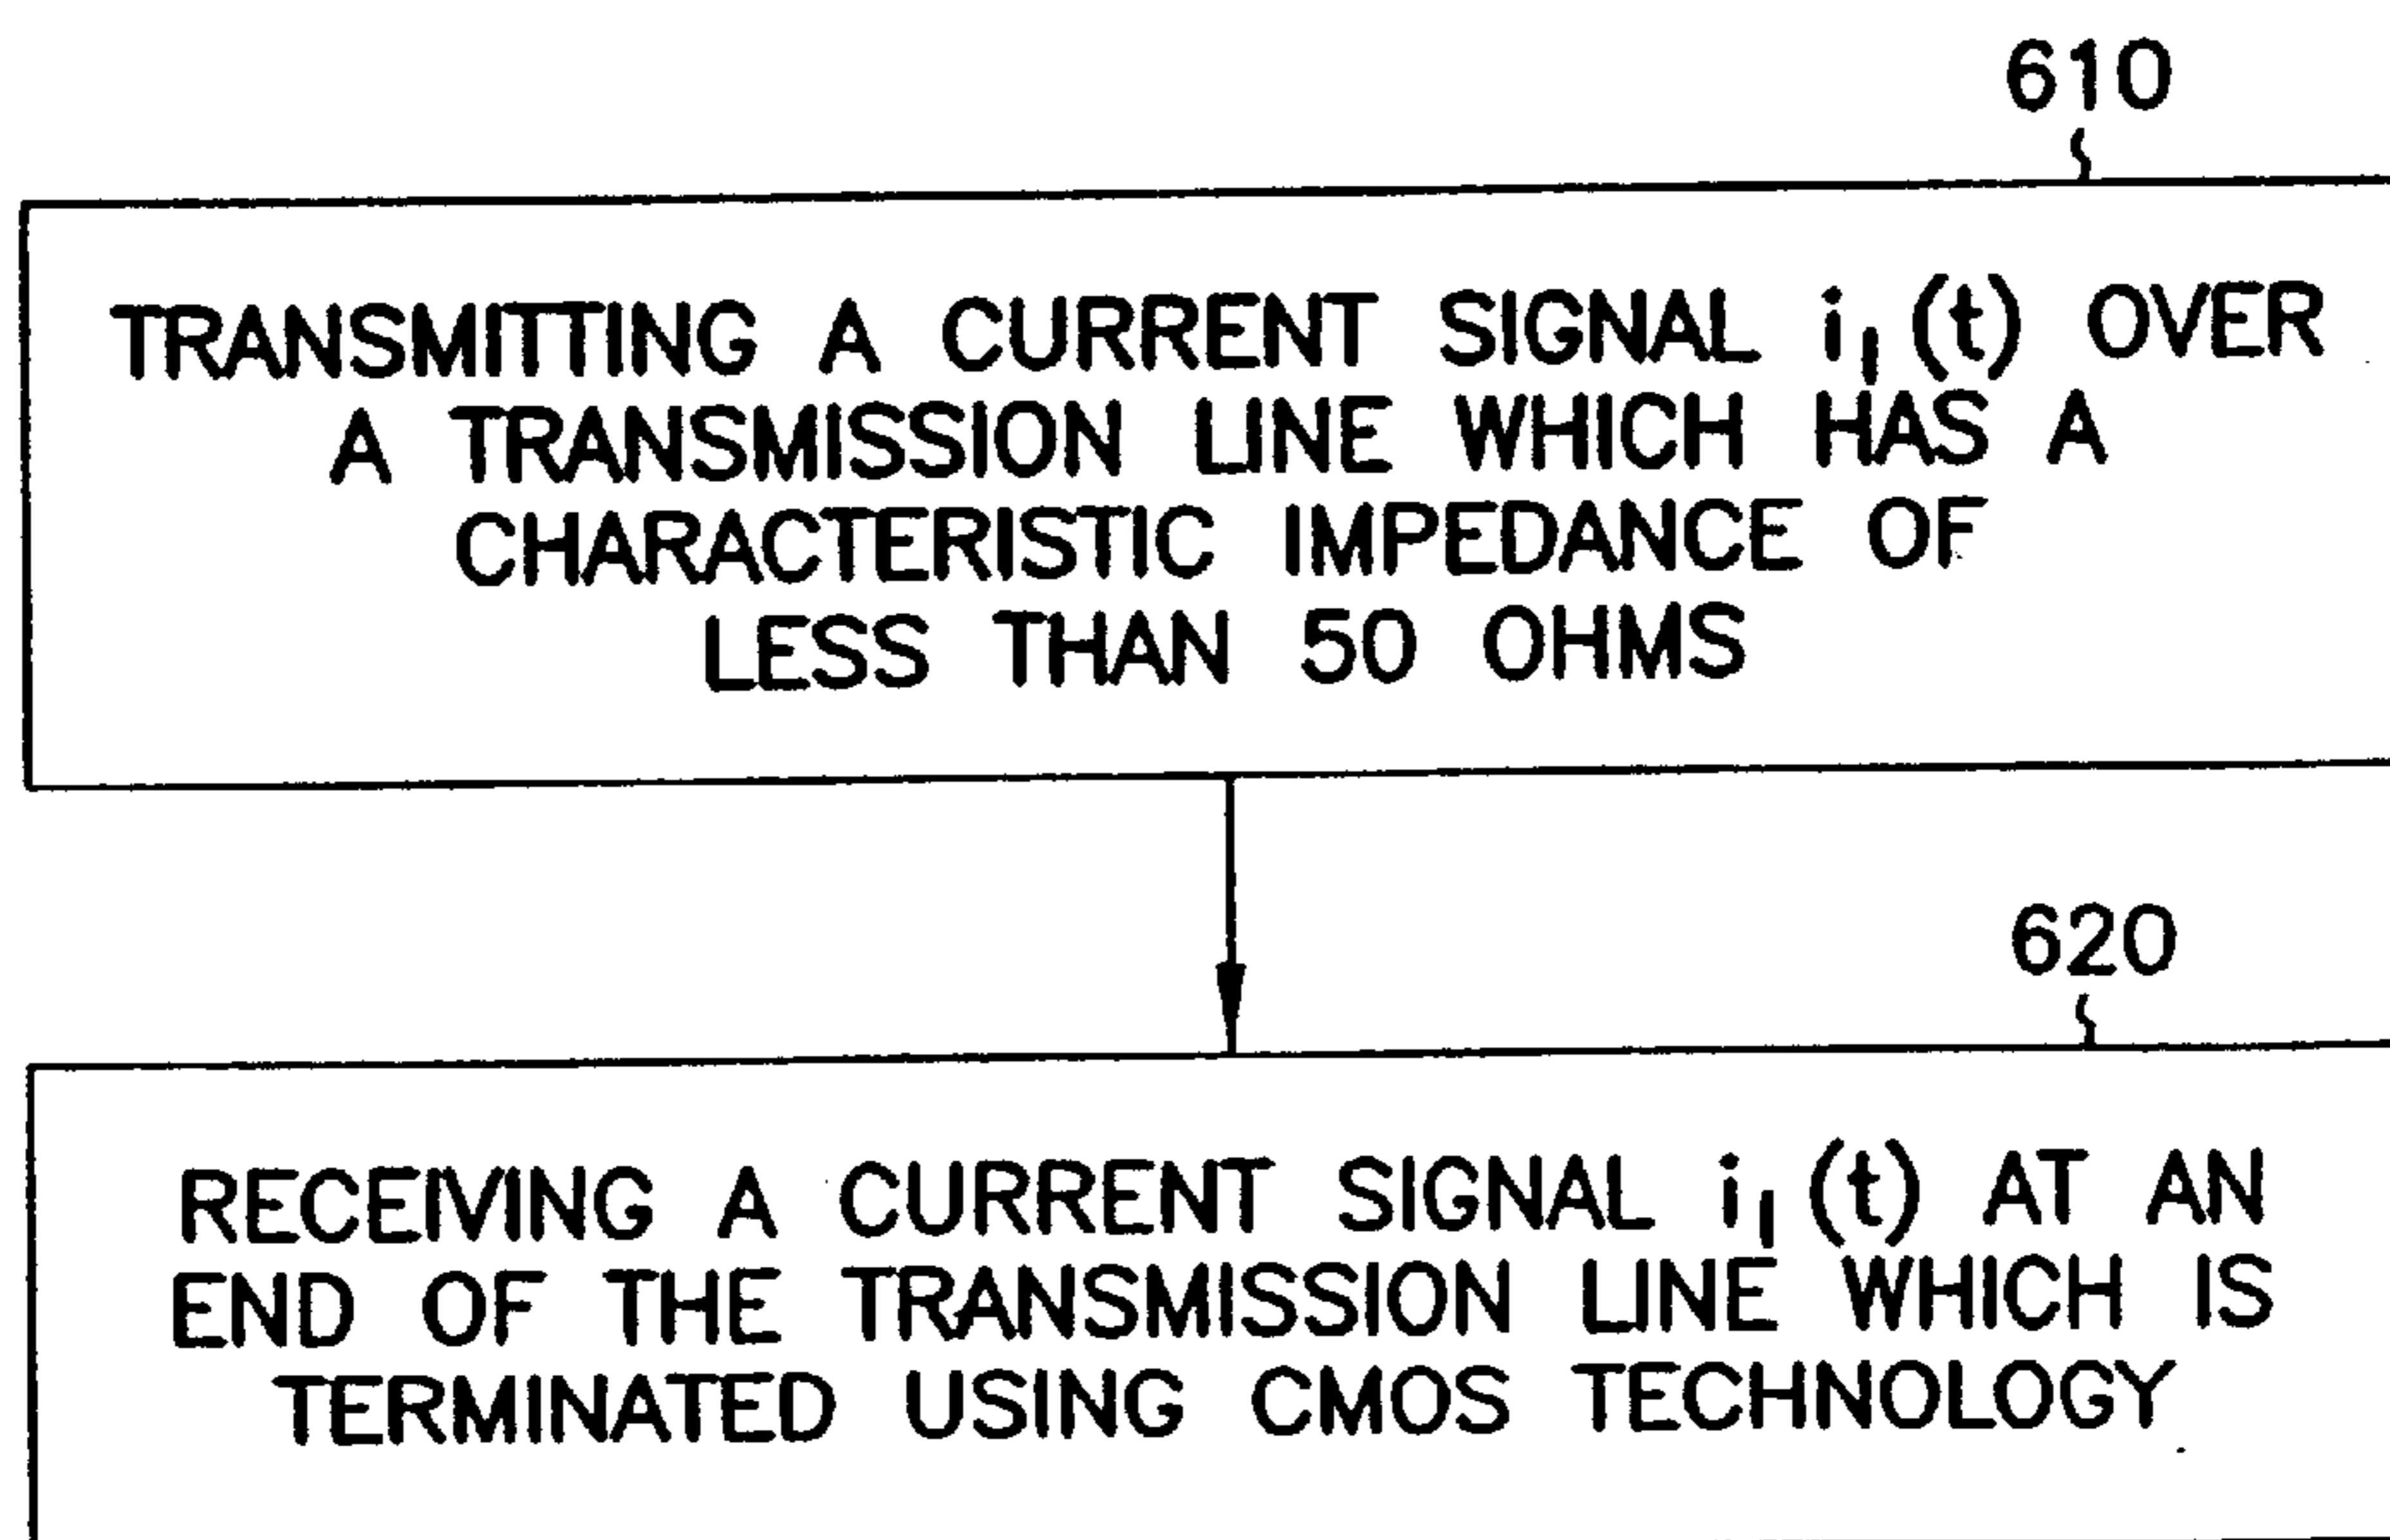 610
TRANSMITTING A CURRENT SIGNAL i₁(t) OVER
A TRANSMISSION LINE WHICH HAS A
CHARACTERISTIC IMPEDANCE OF
LESS THAN 50 OHMS
620
RECEIVING A CURRENT SIGNAL i₁(t) AT AN
END OF THE TRANSMISSION LINE WHICH IS
TERMINATED USING CMOS TECHNOLOGY